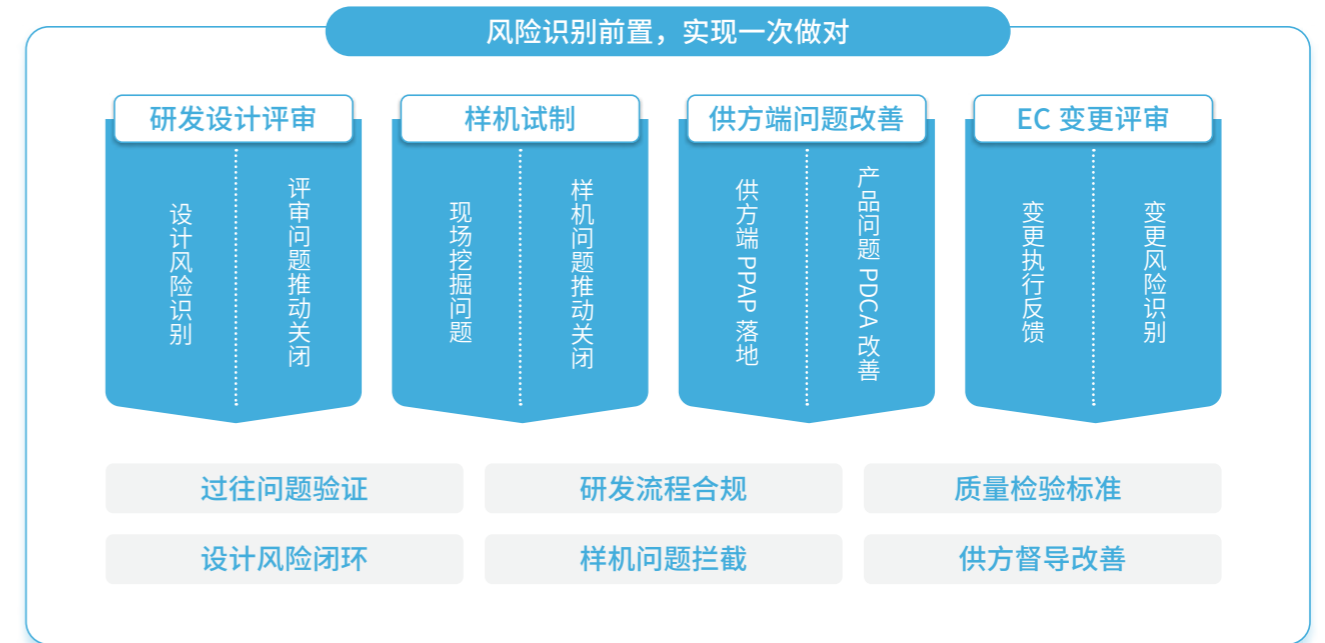 风险识别前置，实现一次做对
研发设计评审
设计风险识别
评审问题推动关闭
样机试制
现场挖掘问题
样机问题推动关闭
供方端问题改善
供方端 PPAP 落地
产品问题 PDCA 改善
EC 变更评审
变更执行反馈
变更风险识别
过往问题验证
研发流程合规
质量检验标准
设计风险闭环
样机问题拦截
供方督导改善